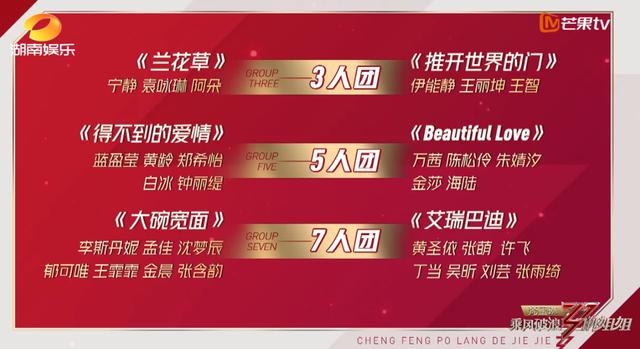 湖南娱乐
芒果tv
《兰花草》
宁静 袁咏琳 阿朵
GROUP THREE
3人团
《推开世界的门》
伊能静 王丽坤 王智
《得不到的爱情》
蓝盈莹 黄龄 郑希怡
白冰 钟丽缇
GROUP FIVE
5人团
《Beautiful Love》
万茜 陈松伶 朱婧汐
金莎 海陆
《大碗宽面》
李斯丹妮 孟佳 沈梦辰
郁可唯 王霏霏 金晨 张含韵
GROUP SEVEN
7人团
《艾瑞巴迪》
黄圣依 张萌 许飞
丁当 吴昕 刘芸 张雨绮
乘风破浪
姐姐
CHENG FENG PO LANG DE JIE JIE